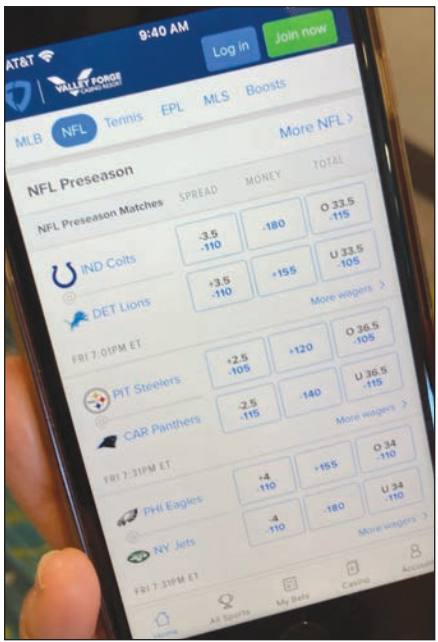 AT&T 9:40 AM
VALLEY FORGE
CASINO RESORT
Log in Join now
MLB NFL Tennis EPL MLS Boosts
NFL Preseason More NFL >
NFL Preseason Matches SPREAD MONEY TOTAL
IND Colts -3.5 -110 -180 O 33.5 -115
@
DET Lions +3.5 -110 +155 U 33.5 -105
FRI 7:01PM ET More wagers >
PIT Steelers +2.5 -105 +120 O 36.5 -105
@
CAR Panthers -2.5 -115 -140 U 36.5 -115
FRI 7:31PM ET More wagers >
PHI Eagles +4 -110 +155 O 34 -110
@
NY Jets -4 -110 -180 U 34 -110
FRI 7:31PM ET More wagers >
Home All Sports My Bets Casino Account